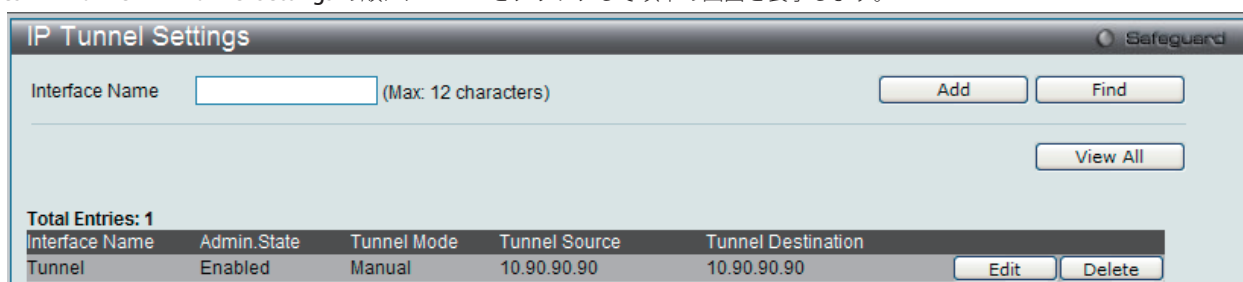 IP Tunnel Settings
Safeguard
Interface Name (Max: 12 characters) Add Find
View All
Total Entries: 1
Interface Name Admin.State Tunnel Mode Tunnel Source Tunnel Destination
Tunnel Enabled Manual 10.90.90.90 10.90.90.90 Edit Delete